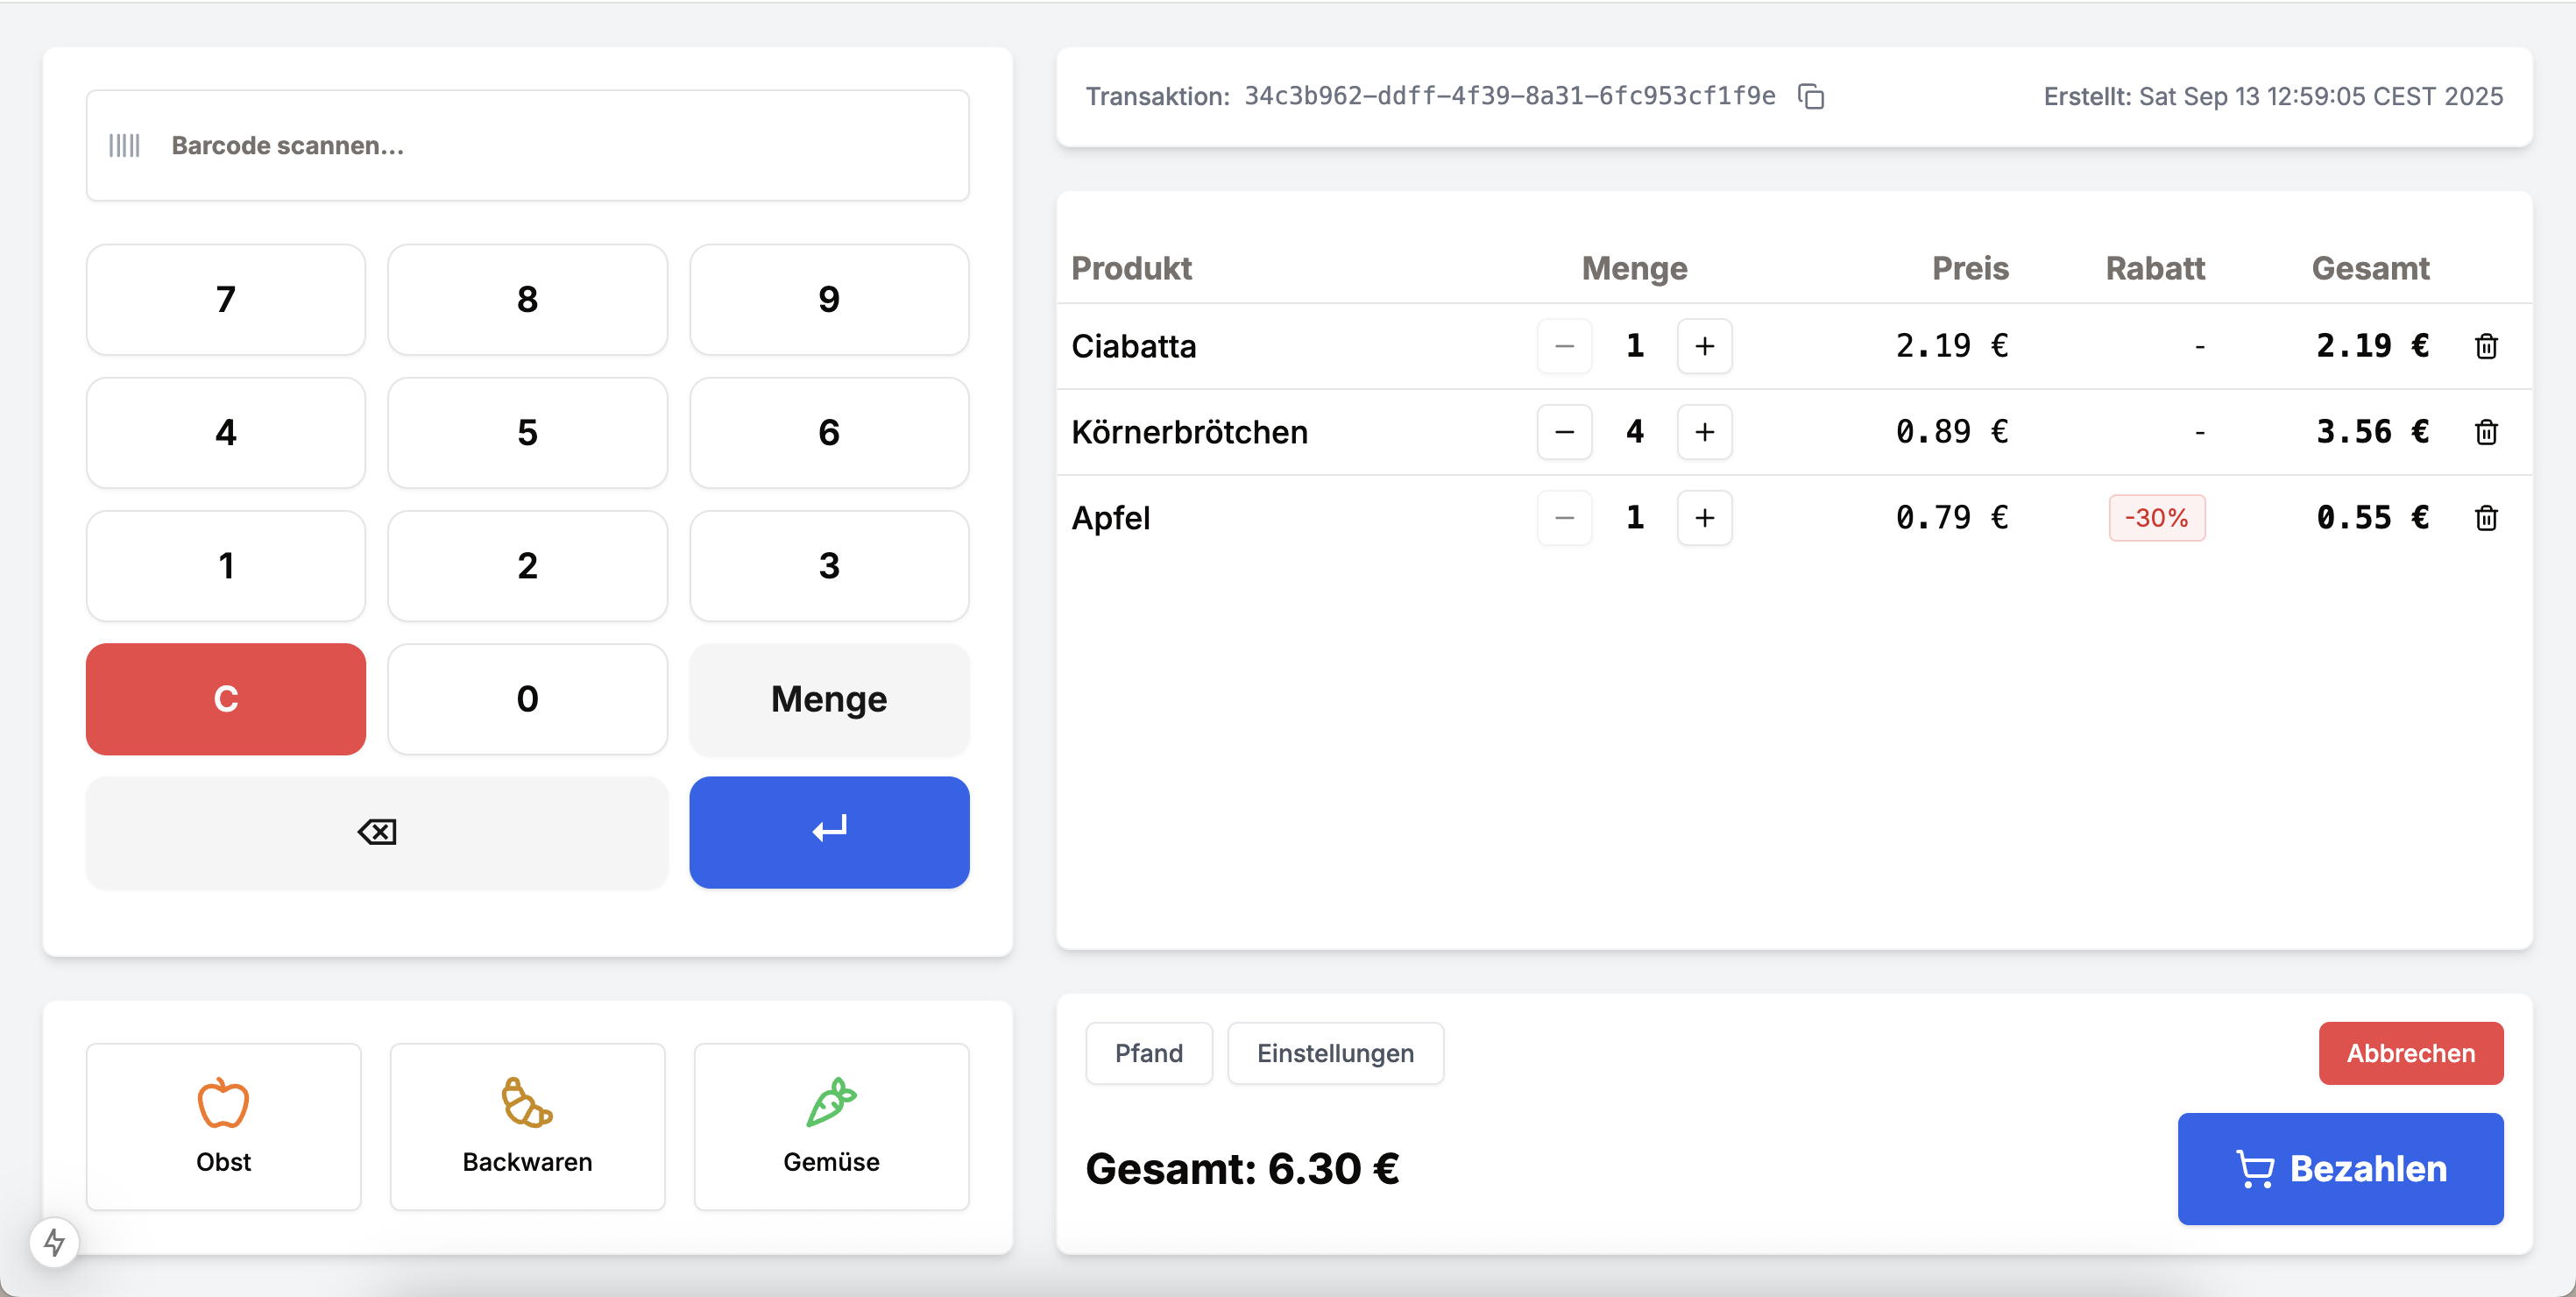 Barcode scannen...
7 8 9
4 5 6
1 2 3
C 0 Menge
Obst Backwaren Gemüse
Transaktion: 34c3b962-ddff-4f39-8a31-6fc953cf1f9e Erstellt: Sat Sep 13 12:59:05 CEST 2025
Produkt Menge Preis Rabatt Gesamt
Ciabatta − 1 + 2.19 € - 2.19 €
Körnerbrötchen − 4 + 0.89 € - 3.56 €
Apfel − 1 + 0.79 € -30% 0.55 €
Pfand Einstellungen Abbrechen
Gesamt: 6.30 € Bezahlen